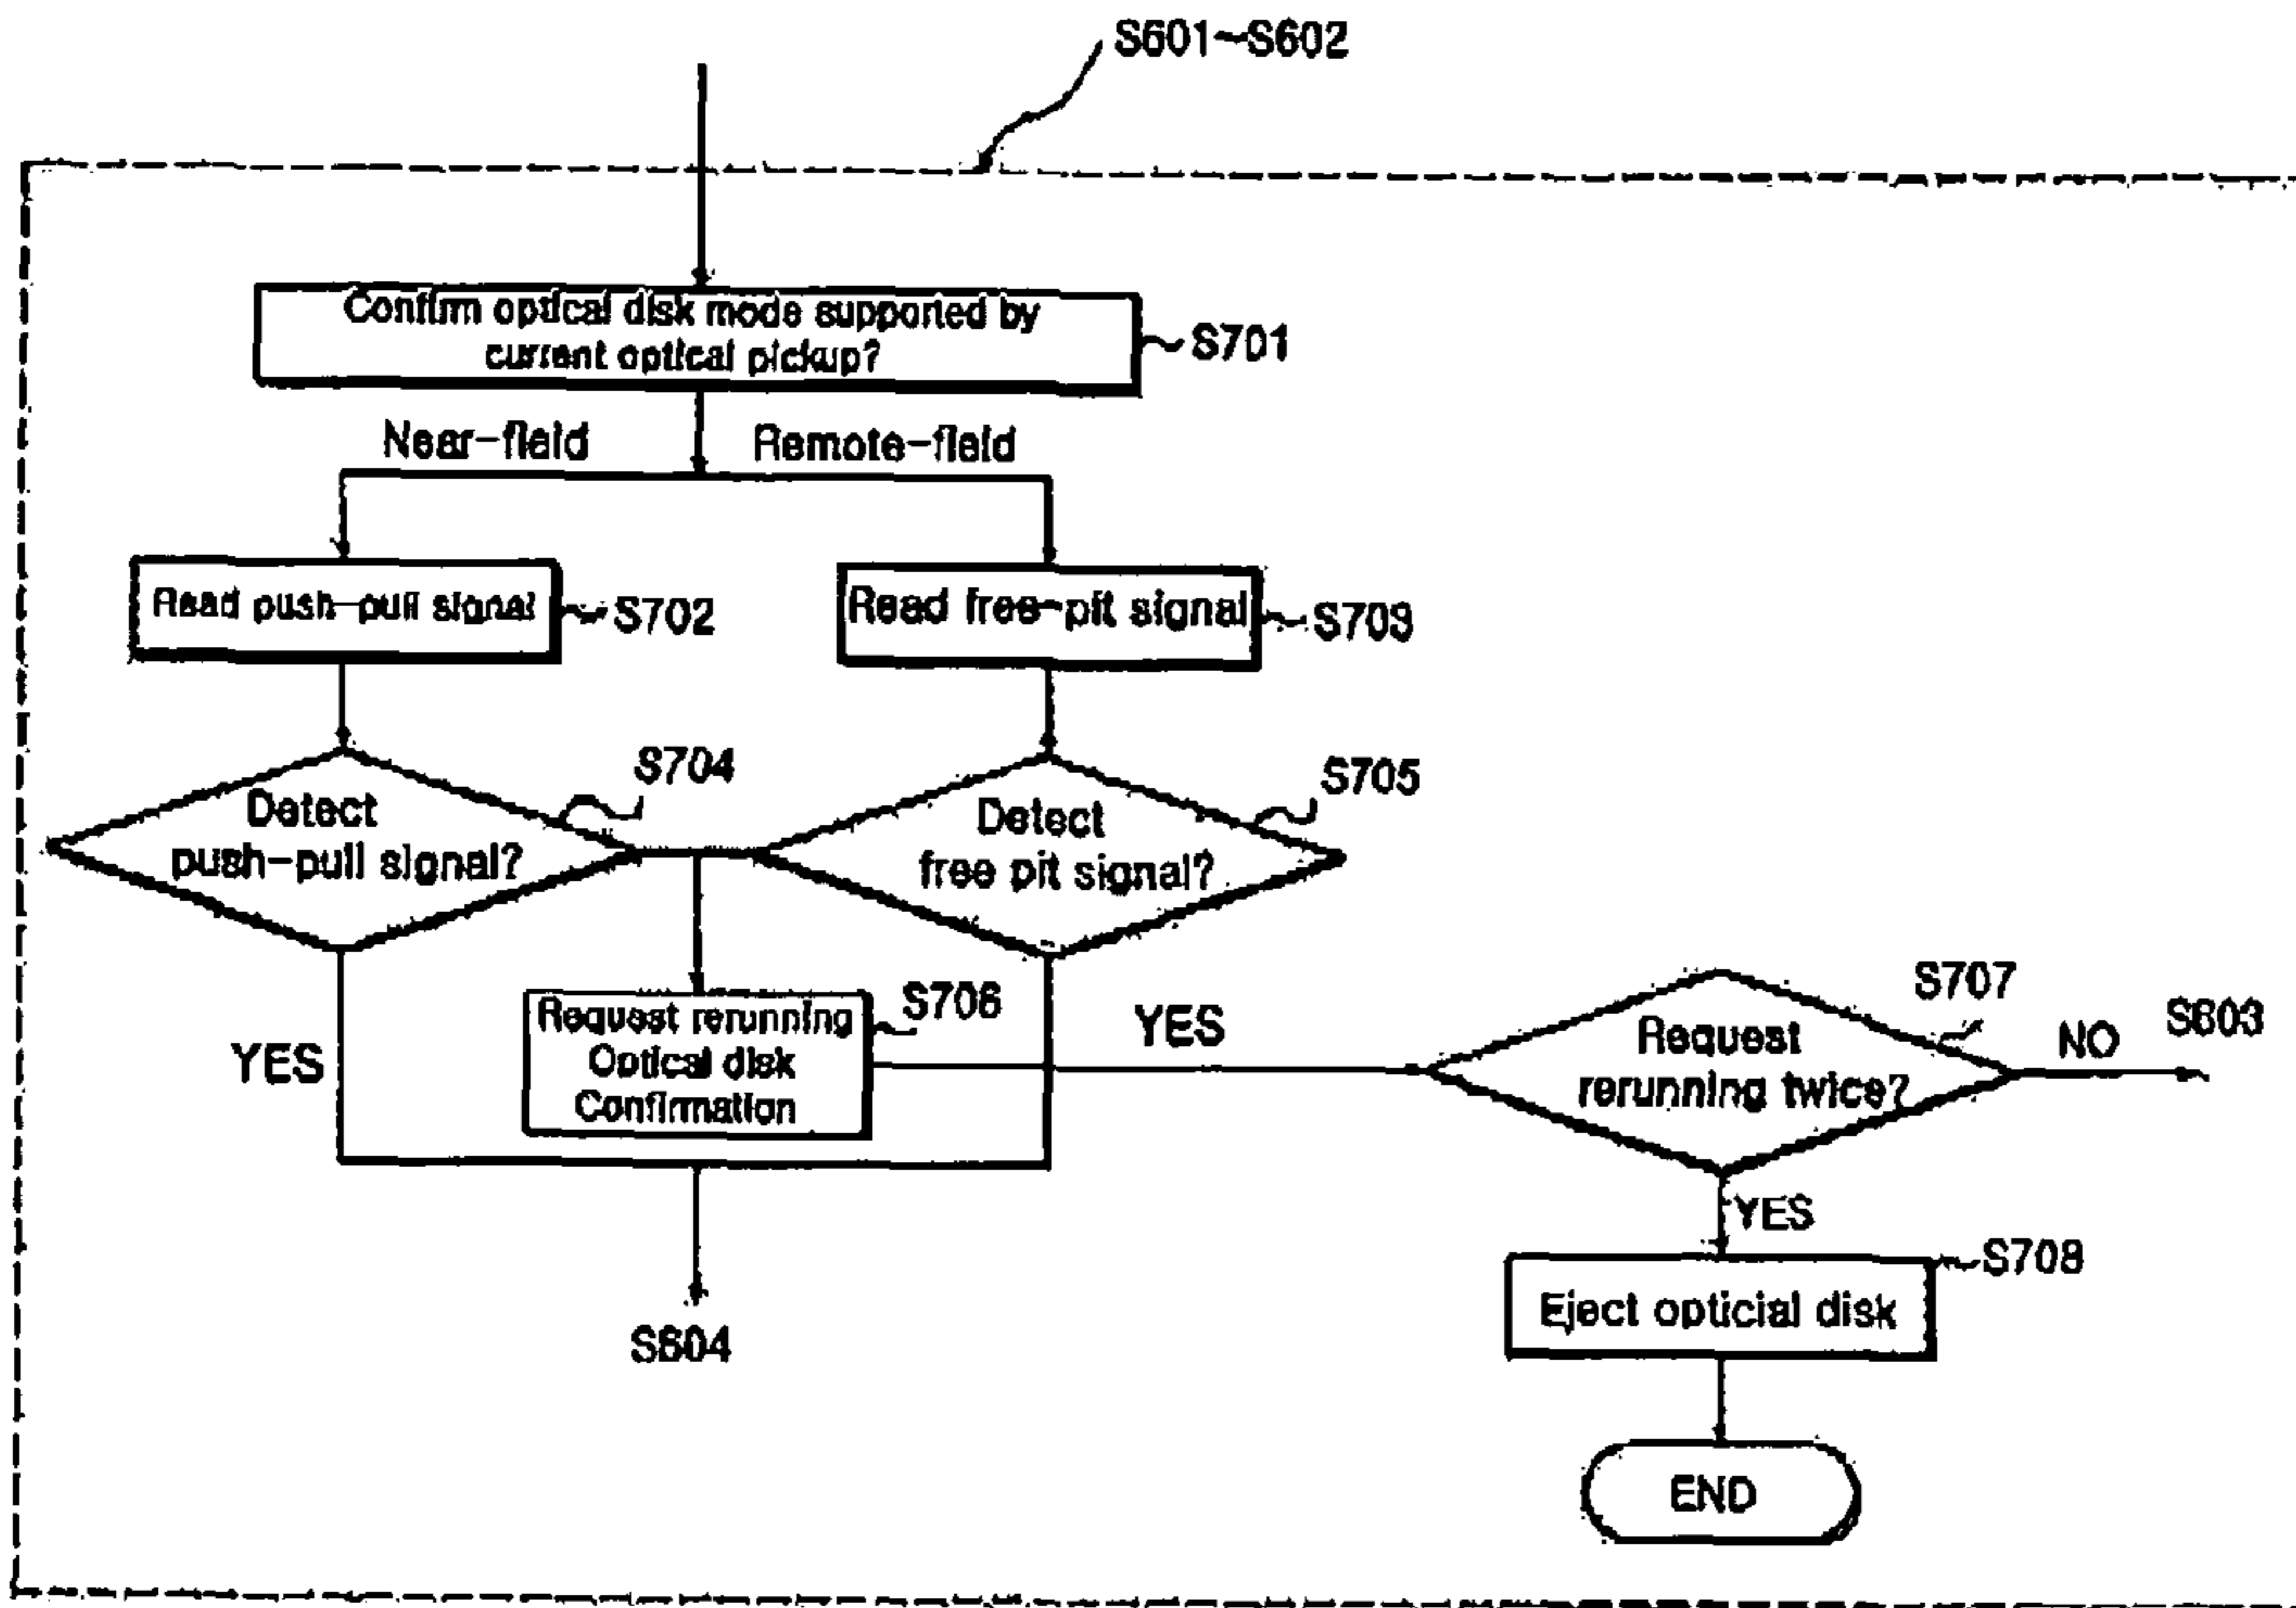 S601~S602
Confirm optical disk mode supported by
current optical pickup?
S701
Near-field
Remote-field
Read push-pull signal
S702
Read free-pit signal
S703
Detect
push-pull signal?
S704
Detect
free pit signal?
S705
Request rerunning
Optical disk
Confirmation
S706
YES
YES
Request
rerunning twice?
S707
NO
S603
YES
S604
Eject opticial disk
S708
END